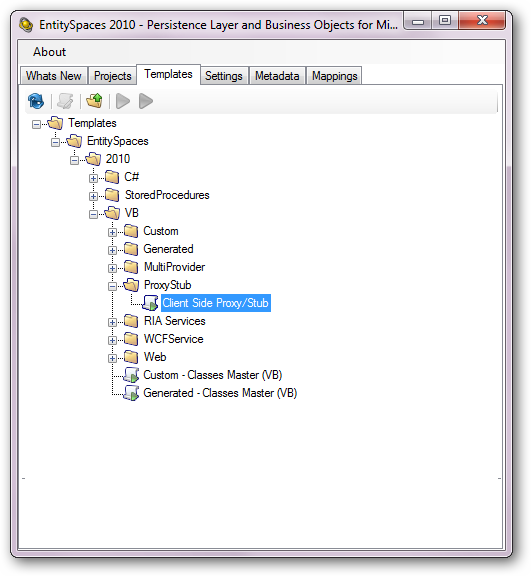 EntitySpaces 2010 - Persistence Layer and Business Objects for Mi...
About
Whats New Projects Templates Settings Metadata Mappings
Templates
EntitySpaces
2010
C#
StoredProcedures
VB
Custom
Generated
MultiProvider
ProxyStub
Client Side Proxy/Stub
RIA Services
WCFService
Web
Custom - Classes Master (VB)
Generated - Classes Master (VB)